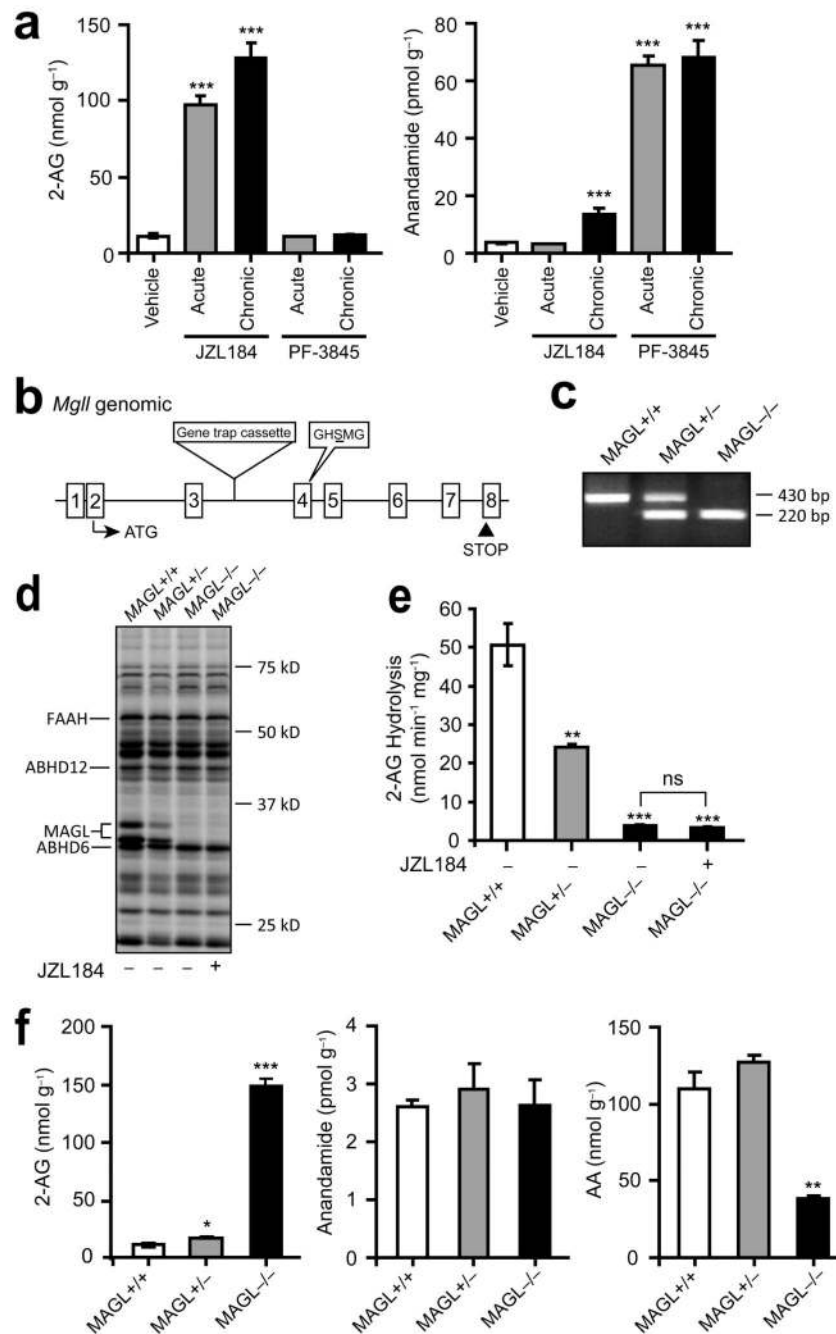 a
2-AG (nmol g⁻¹)
150
100
50
0
***
***
Vehicle
Acute
Chronic
Acute
Chronic
JZL184
PF-3845
Anandamide (pmol g⁻¹)
80
60
40
20
0
***
***
***
Vehicle
Acute
Chronic
Acute
Chronic
JZL184
PF-3845
b
Mgll genomic
Gene trap cassette
GHSMG
1 2 3 4 5 6 7 8
ATG
STOP
c
MAGL+/+
MAGL+/–
MAGL–/–
430 bp
220 bp
d
MAGL+/+
MAGL+/–
MAGL–/–
MAGL–/–
FAAH
ABHD12
MAGL
ABHD6
75 kD
50 kD
37 kD
25 kD
JZL184 – – – +
e
2-AG Hydrolysis
(nmol min⁻¹ mg⁻¹)
60
50
40
30
20
10
0
**
***
ns
***
JZL184 – – – +
MAGL+/+
MAGL+/–
MAGL–/–
MAGL–/–
f
2-AG (nmol g⁻¹)
200
150
100
50
0
*
***
MAGL+/+
MAGL+/–
MAGL–/–
Anandamide (pmol g⁻¹)
4
3
2
1
0
MAGL+/+
MAGL+/–
MAGL–/–
AA (nmol g⁻¹)
150
100
50
0
**
MAGL+/+
MAGL+/–
MAGL–/–